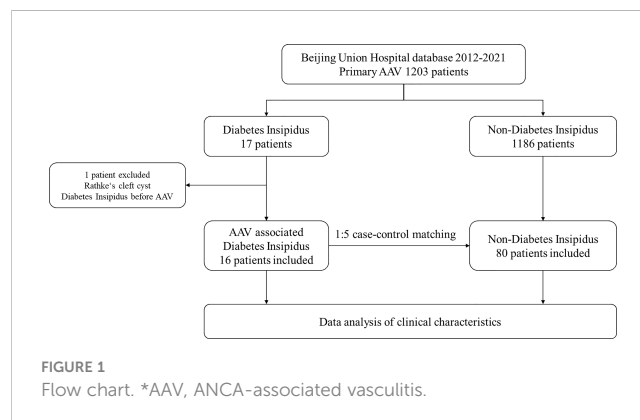 Beijing Union Hospital database 2012-2021
Primary AAV 1203 patients
Diabetes Insipidus
17 patients
Non-Diabetes Insipidus
1186 patients
1 patient excluded
Rathke's cleft cyst
Diabetes Insipidus before AAV
AAV associated
Diabetes Insipidus
16 patients included
1:5 case-control matching
Non-Diabetes Insipidus
80 patients included
Data analysis of clinical characteristics
FIGURE 1
Flow chart. *AAV, ANCA-associated vasculitis.